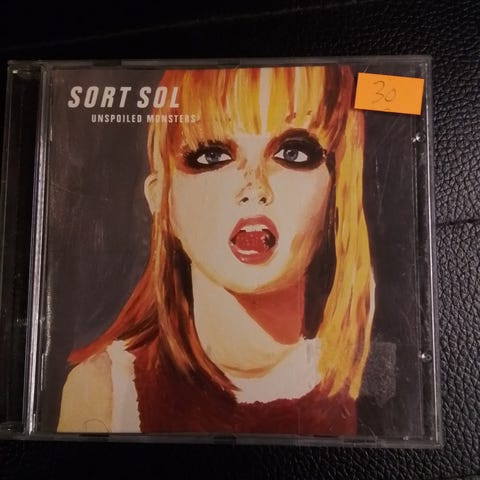 SORT SOL
UNSPOILED MONSTERS
30